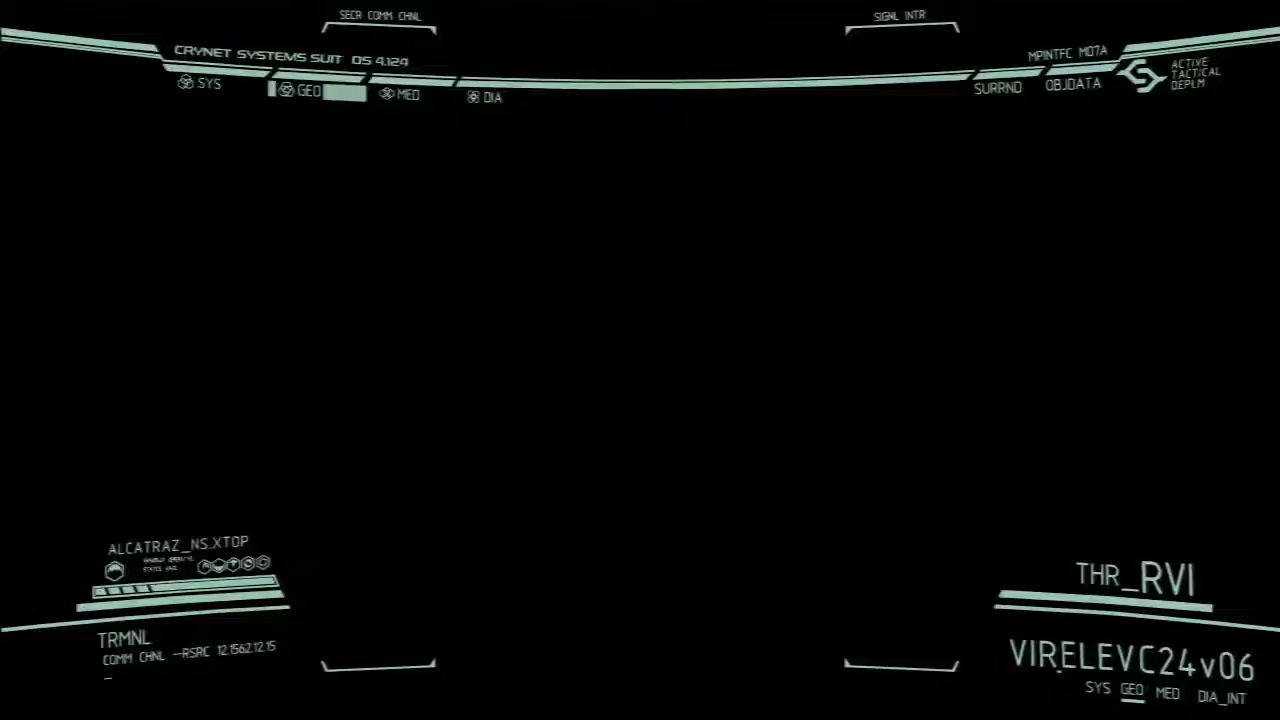 SECR COMM CHNL
SIGNL INTR
CRYNET SYSTEMS SUIT OS 4.124
MPINTFC M07A
SYS
GEO
MED
DIA
SURRND
OBJDATA
ACTIVE
TACTICAL
DEPLM
ALCATRAZ_NS.XTOP
THR_RVI
TRMNL
COMM CHNL --RSRC 12.1562.12.15
_
VIRELEVC24v06
SYS GEO MED DIA_INT